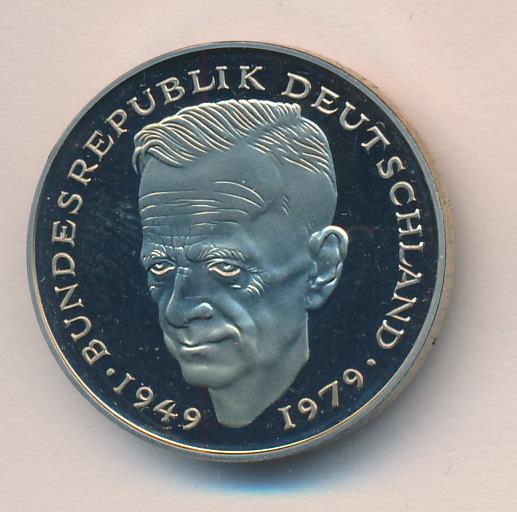 · BUNDESREPUBLIK DEUTSCHLAND ·
1949 1979